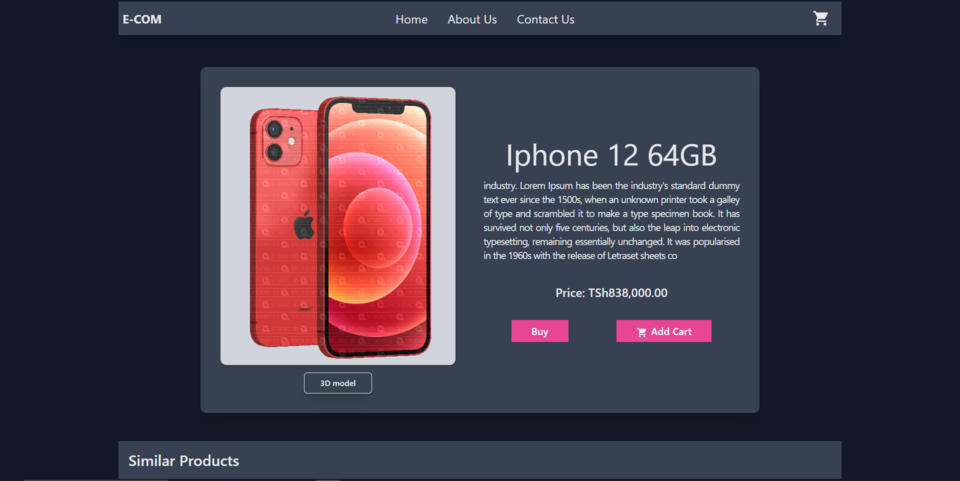 E-COM
Home
About Us
Contact Us
Iphone 12 64GB
industry. Lorem Ipsum has been the industry's standard dummy
text ever since the 1500s, when an unknown printer took a galley
of type and scrambled it to make a type specimen book. It has
survived not only five centuries, but also the leap into electronic
typesetting, remaining essentially unchanged. It was popularised
in the 1960s with the release of Letraset sheets co
Price: TSh838,000.00
Buy
Add Cart
3D model
Similar Products